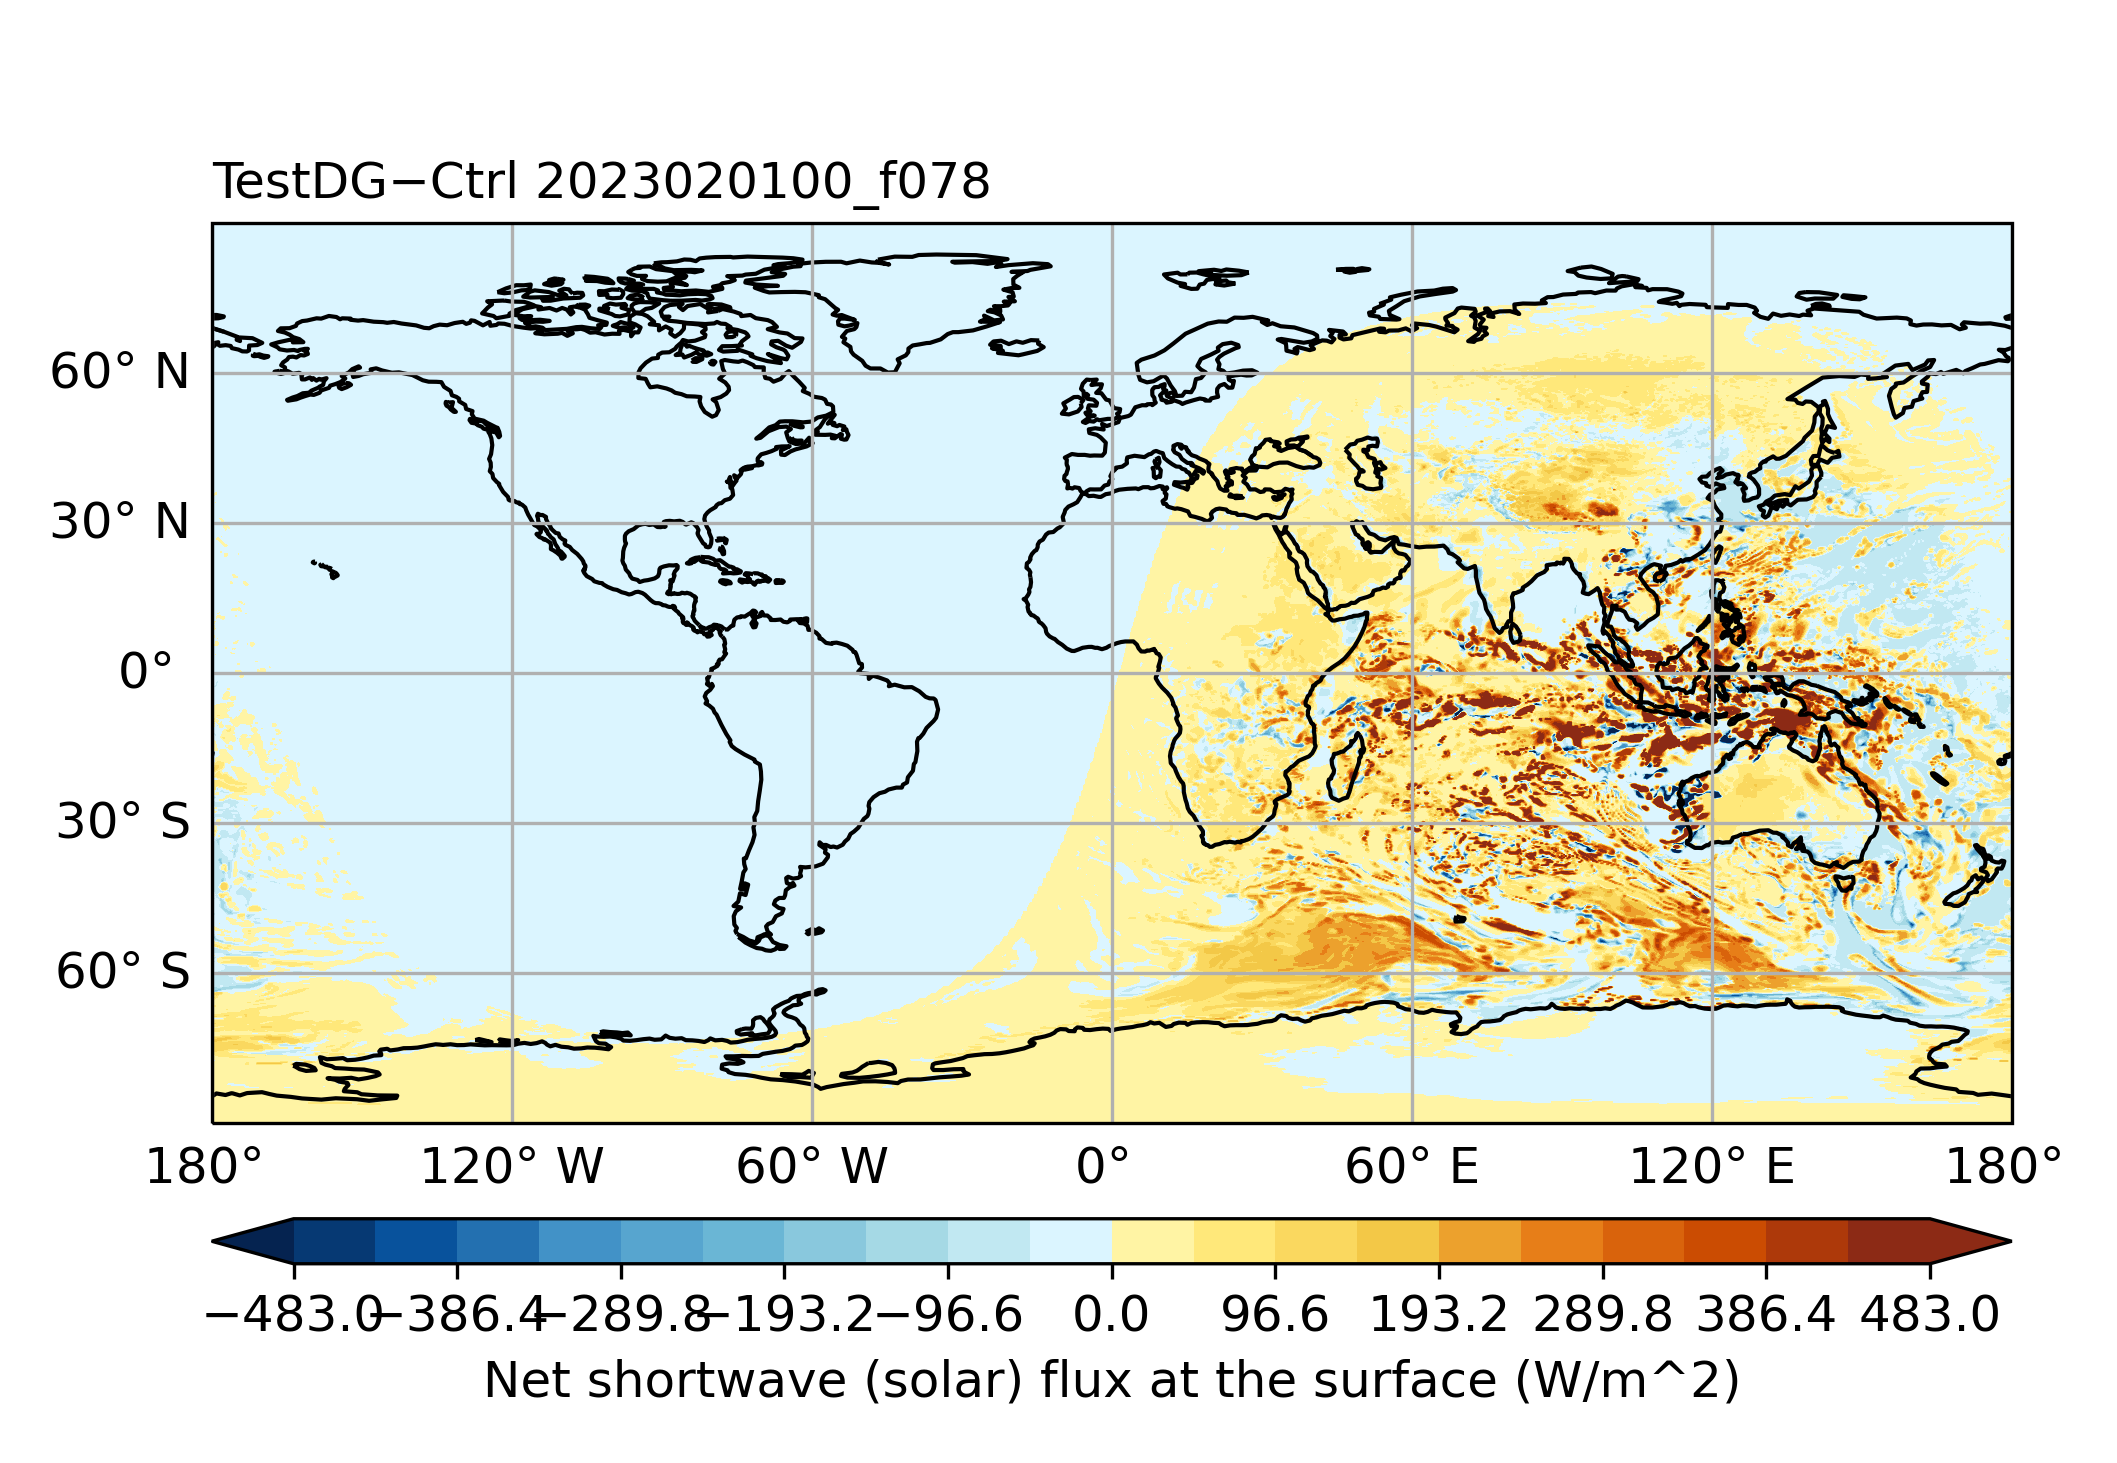 TestDG−Ctrl 2023020100_f078
60° N
30° N
0°
30° S
60° S
180° 120° W 60° W 0° 60° E 120° E 180°
−483.0 −386.4 −289.8 −193.2 −96.6 0.0 96.6 193.2 289.8 386.4 483.0
Net shortwave (solar) flux at the surface (W/m^2)